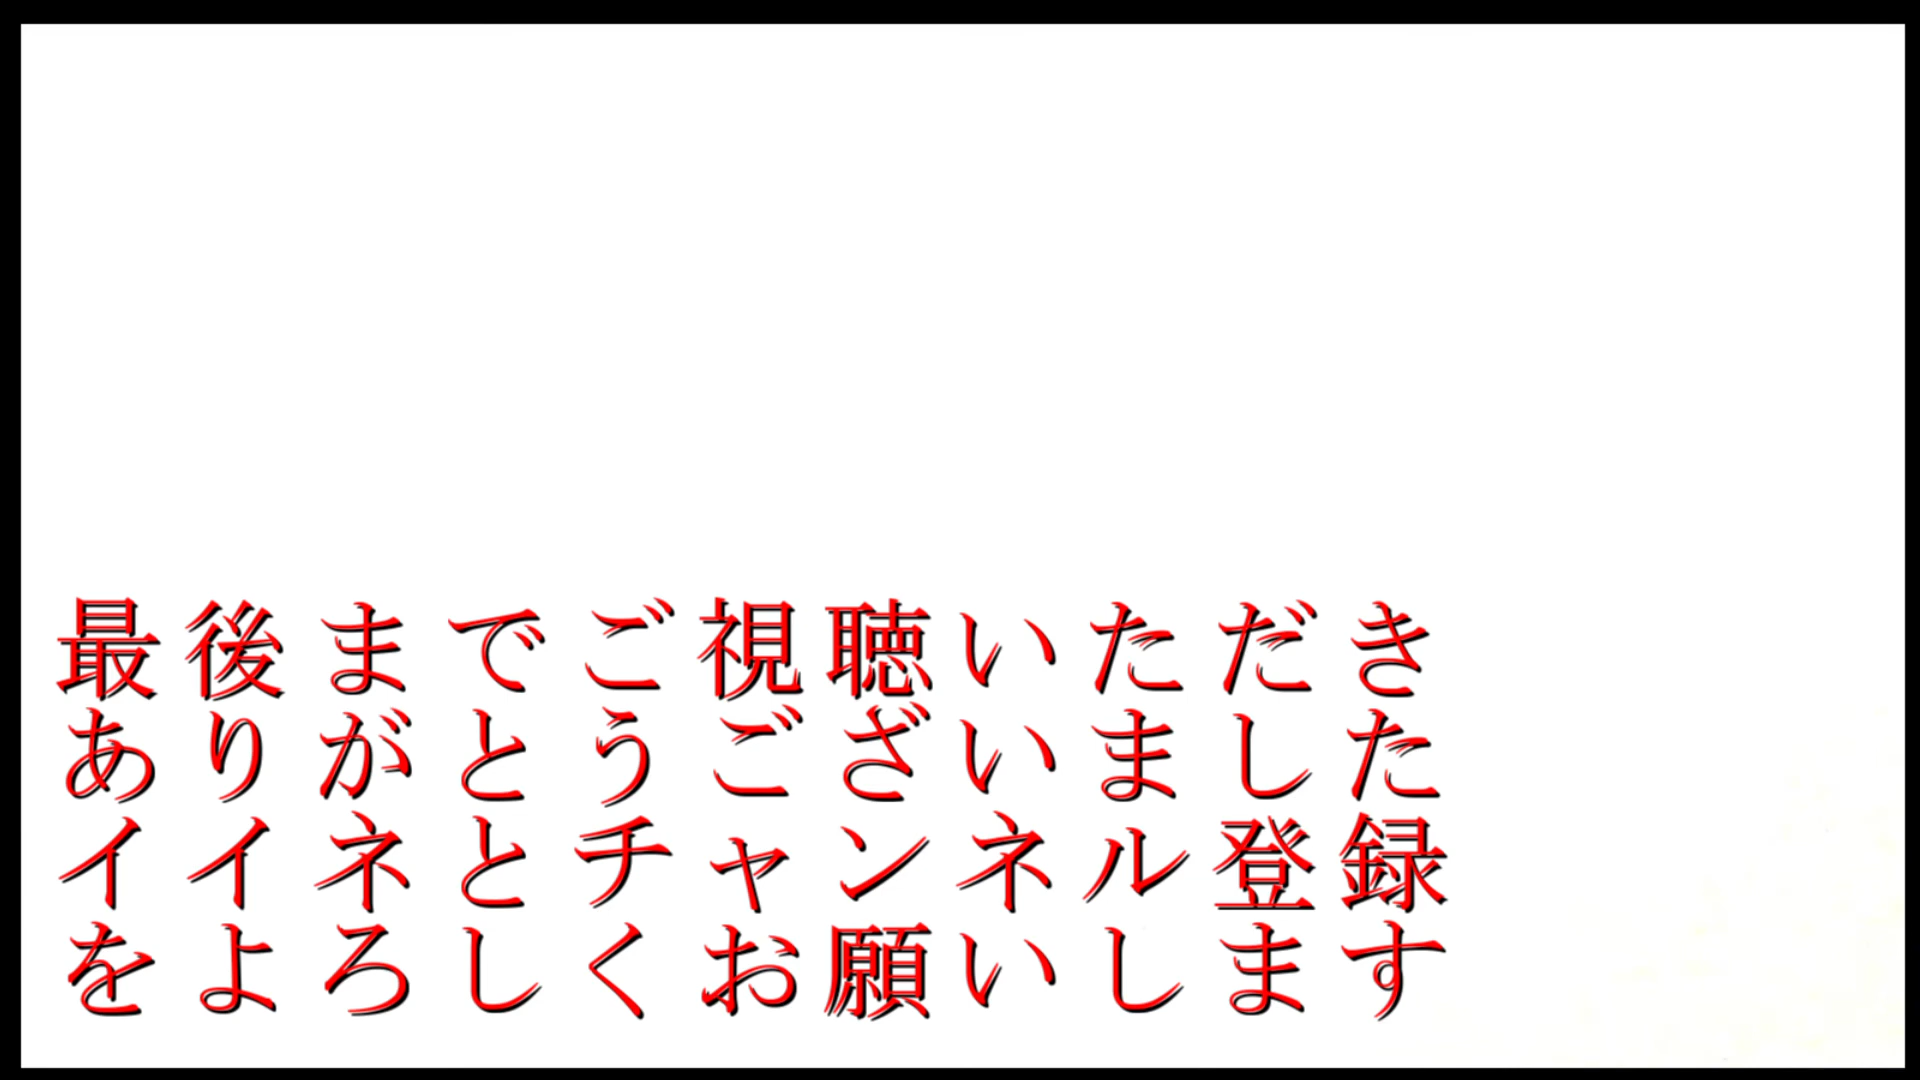 最後までご視聴いただき
ありがとうございました
イイネとチャンネル登録
をよろしくお願いします